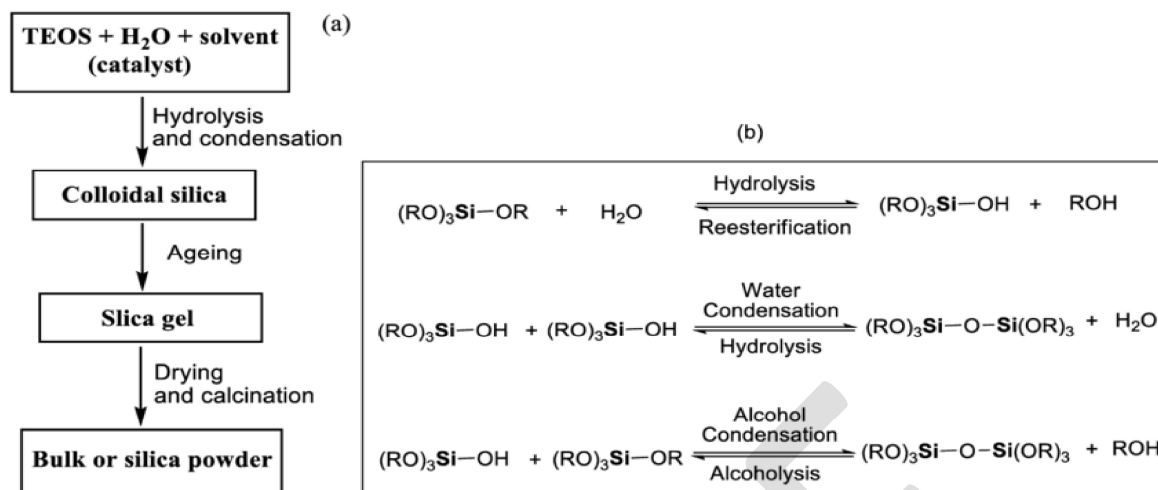 TEOS + H₂O + solvent
(catalyst)
(a)
Hydrolysis
and condensation
Colloidal silica
Ageing
Slica gel
Drying
and calcination
Bulk or silica powder
(b)
(RO)₃Si—OR + H₂O Hydrolysis (RO)₃Si—OH + ROH
Reesterification
(RO)₃Si—OH + (RO)₃Si—OH Water
Condensation (RO)₃Si—O—Si(OR)₃ + H₂O
Hydrolysis
(RO)₃Si—OH + (RO)₃Si—OR Alcohol
Condensation (RO)₃Si—O—Si(OR)₃ + ROH
Alcoholysis